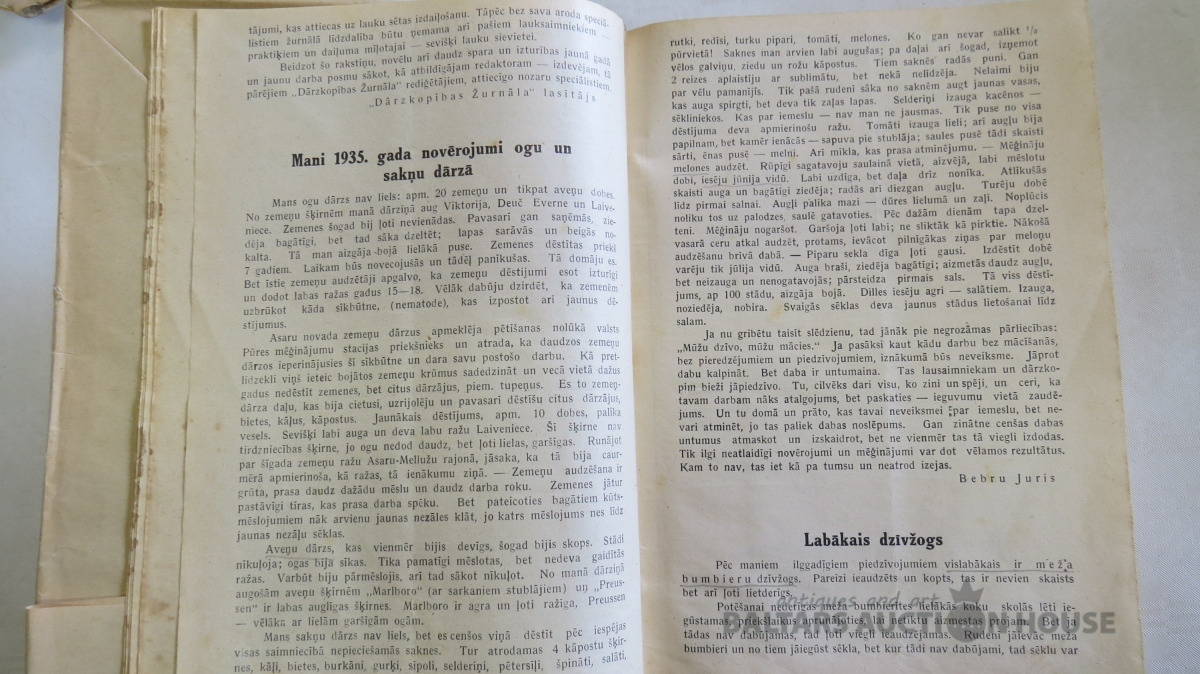 tājumi, kas attiecas uz lauku sētas izdaiļošanu. Tāpēc bez sava aroda speciā-
listiem žurnālā līdzdalība būtu ņemama arī pašiem lauksaimniekiem —
praktiķiem un daiļuma mīļotajai — sevišķi lauku sievietei.
Beidzot šo rakstiņu, novēlu arī daudz spara un izturības jaunā gadā
un jaunu darba posmu sākot, kā atbildīgajam redaktoram — izdevējam, tā
pārējiem „Dārzkopības Žurnāla" rediģētājiem, attiecīgo nozaru speciālistiem.
„Dārzkopības Žurnāla" lasītājs
Mani 1935. gada novērojumi ogu un
sakņu dārzā
Mans ogu dārzs nav liels: apm. 20 zemeņu un tikpat aveņu dobes.
No zemeņu šķirnēm manā dārziņā aug Viktorija, Deuč Everne un Laive-
niece. Zemenes šogad bij ļoti nevienādas. Pavasarī gan saņēmās, zie-
dēja bagātīgi, bet tad sāka dzeltēt; lapas sarāvās un beigās no-
kalta. Tā man aizgāja bojā lielākā puse. Zemenes dēstītas priekš
7 gadiem. Laikam būs novecojušās un tādēļ panīkušas. Tā domāju es.
Bet īstie zemeņu audzētāji apgalvo, ka zemeņu dēstījumi esot izturīgi
un dodot labas ražas gadus 15—18. Vēlāk dabūju dzirdēt, ka zemenēm
uzbrūkot kāda sīkbūtne, (nematode), kas izpostot arī jaunus dē-
stījumus.
Asaru novada zemeņu dārzus apmeklēja pētīšanas nolūkā valsts
Pūres mēģinājumu stacijas priekšnieks un atrada, ka daudzos zemeņu
dārzos ieperinājusies šī sīkbūtne un dara savu postošo darbu. Kā pret-
līdzekli viņš ieteic bojātos zemeņu krūmus sadedzināt un vecā vietā dažus
gadus nedēstīt zemenes, bet citus dārzājus, piem. tupeņus. Es to zemeņ-
dārza daļu, kas bija cietusi, uzrijolēju un pavasarī dēstīšu citus dārzājus,
bietes, kāļus, kāpostus. Jaunākais dēstījums, apm. 10 dobes, palika
vesels. Sevišķi labi auga un deva labu ražu Laiveniece. Šī šķirne nav
tirdzniecības šķirne, jo ogu nedod daudz, bet ļoti lielas, garšīgas. Runājot
par šīgada zemeņu ražu Asaru-Mellužu rajonā, jāsaka, ka tā bija caur-
mērā apmierinoša, kā ražas, tā ienākumu ziņā. — Zemeņu audzēšana ir
grūta, prasa daudz dažādu mēslu un daudz darba roku. Zemenes jātur
pastāvīgi tīras, kas prasa darba spēku. Bet pateicoties bagātiem kūts-
mēslojumiem nāk arvienu jaunas nezāles klāt, jo katrs mēslojums nes līdz
jaunas nezāļu sēklas.
Aveņu dārzs, kas vienmēr bijis devīgs, šogad bijis skops. Stādi
nīkuļoja; ogas bija sīkas. Tika pamatīgi mēslotas, bet nedeva gaidītās
ražas. Varbūt biju pārmēslojis, arī tad sākot nīkuļot. No manā dārziņā
augošām aveņu šķirnēm „Marlboro" (ar sarkaniem stublājiem) un „Preus-
sen" ir labas auglīgas šķirnes. Marlboro ir agra un ļoti ražīga, Preussen
— vēlāka ar lielām garšīgām ogām.
Mans sakņu dārzs nav liels, bet es cenšos viņā dēstīt pēc iespējas
visas saimniecībā nepieciešamās saknes. Tur atrodamas 4 kāpostu šķir-
nes, kāļi, bietes, burkāni, gurķi, sīpoli, selderiņi, pētersiļi, špināti, salāti,
rutki, redīsi, turku pipari, tomāti, melones. Ko gan nevar salikt ¹/₈
pūrvietā! Saknes man arvien labi augušas; pa daļai arī šogad, izņemot
vēlos galviņu, ziedu un rožu kāpostus. Tiem saknēs radās puni. Gan
2 reizes aplaistīju ar sublimātu, bet nekā nelīdzēja. Nelaimi biju
par vēlu pamanījis. Tik pašā rudenī sāka no saknēm augt jaunas vasas,
kas auga spirgti, bet deva tik zaļas lapas. Selderiņi izauga kacēnos —
sēkliniekos. Kas par iemeslu — nav man ne jausmas. Tik puse no visa
dēstījuma deva apmierinošu ražu. Tomāti izauga lieli; arī augļu bija
papilnam, bet kamēr ienācās — sapuva pie stublāja; saules pusē tādi skaisti
sārti, ēnas pusē — melni. Arī mīkla, kas prasa atminējumu. — Mēģināju
melones audzēt. Rūpīgi sagatavoju saulainā vietā, aizvējā, labi mēslotu
dobi, iesēju jūnija vidū. Labi uzdīga, bet daļa drīz nonīka. Atlikušās
skaisti auga un bagātīgi ziedēja; radās arī diezgan augļu. Turēju dobē
līdz pirmai salnai. Augļi palika mazi — dūres lielumā un zaļi. Noplūcis
noliku tos uz palodzes, saulē gatavoties. Pēc dažām dienām tapa dzel-
teni. Mēģināju nogaršot. Garšoja ļoti labi; ne sliktāk kā pirktie. Nākošā
vasarā ceru atkal audzēt, protams, ievācot pilnīgākas ziņas par meloņu
audzēšanu brīvā dabā. — Piparu sekla dīga ļoti gausi. Izdēstīt dobē
varēju tik jūlija vidū. Auga braši, ziedēja bagātīgi; aizmetās daudz augļu,
bet neizauga un nenogatavojās; pārsteidza pirmais sals. Tā viss dēstī-
jums, ap 100 stādu, aizgāja bojā. Dilles iesēju agri — salātiem. Izauga,
noziedēja, nobira. Svaigās sēklas deva jaunus stādus lietošanai līdz
salam.
Ja nu gribētu taisīt slēdzienu, tad jānāk pie negrozāmas pārliecības:
„Mūžu dzīvo, mūžu mācies." Ja pasāksi kaut kādu darbu bez mācīšanās,
bez pieredzējumiem un piedzīvojumiem, iznākumā būs neveiksme. Jāprot
dabu kalpināt. Bet daba ir untumaina. Tas lausaimniekam un dārzko-
pim bieži jāpiedzīvo. Tu, cilvēks dari visu, ko zini un spēji, un ceri, ka
tavam darbam nāks atalgojums, bet paskaties — ieguvumu vietā zaudē-
jums. Un tu domā un prāto, kas tavai neveiksmei par iemeslu, bet ne-
vari atminēt, jo tas paliek dabas noslēpums. Gan zinātne cenšas dabas
untumus atmaskot un izskaidrot, bet ne vienmēr tas tā viegli izdodas.
Tik ilgi neatlaidīgi novērojumi un mēģinājumi var dot vēlamos rezultātus.
Kam to nav, tas iet kā pa tumsu un neatrod izejas.
Bebru Juris
Labākais dzīvžogs
Pēc maniem ilggadīgiem piedzīvojumiem vislabākais ir meža
bumbieru dzīvžogs. Pareizi ieaudzēts un kopts, tas ir nevien skaists
bet arī ļoti lietderīgs.
Potēšanai nederīgas meža bumbierītes lielākās koku skolās lēti ie-
gūstamas, priekšlaikus norunājoties, lai netiktu aizmestas projam. Bet ja
tādas nav dabūjamas, tad ļoti viegli ieaudzējamas. Rudenī jāievāc meža
bumbieri un no tiem jāiegūst sēkla, bet kur tādi nav dabūjami, tad sēklu var
antiques and art
BALTARS AUCTION HOUSE